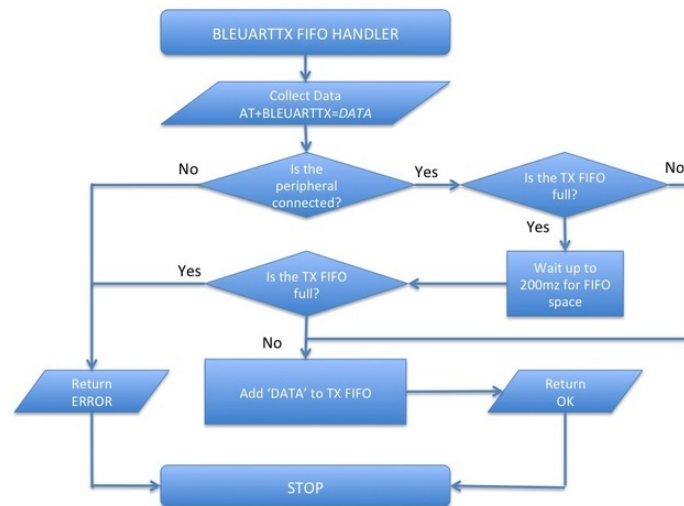 BLEUARTTX FIFO HANDLER
Collect Data
AT+BLEUARTTX=DATA
No
Is the
peripheral
connected?
Yes
Is the TX FIFO
full?
No
Yes
Wait up to
200mz for FIFO
space
Yes
Is the TX FIFO
full?
No
Return
ERROR
Add 'DATA' to TX FIFO
Return
OK
STOP